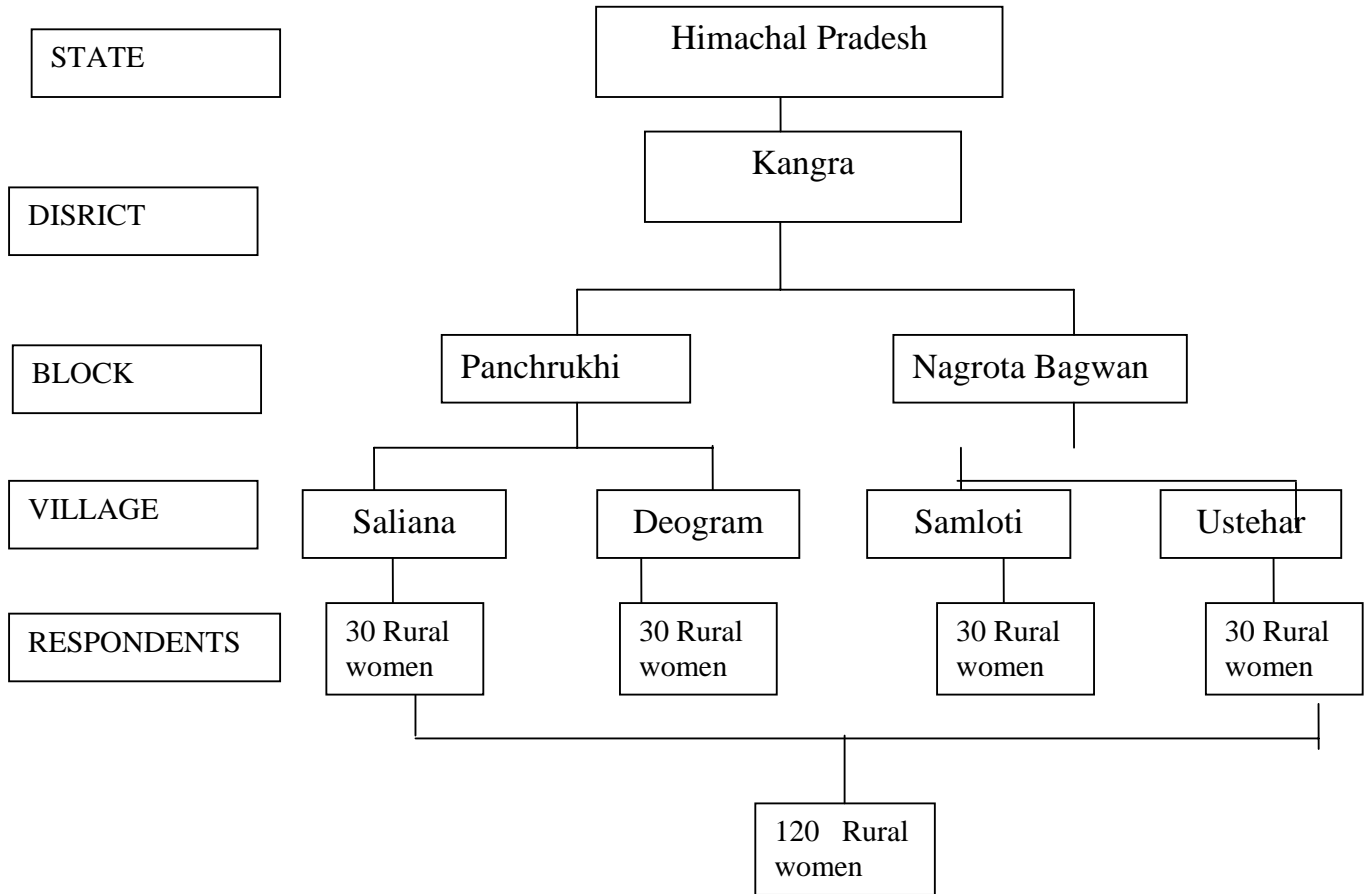 STATE
Himachal Pradesh
DISRICT
Kangra
BLOCK
Panchrukhi
Nagrota Bagwan
VILLAGE
Saliana
Deogram
Samloti
Ustehar
RESPONDENTS
30 Rural
women
30 Rural
women
30 Rural
women
30 Rural
women
120 Rural
women